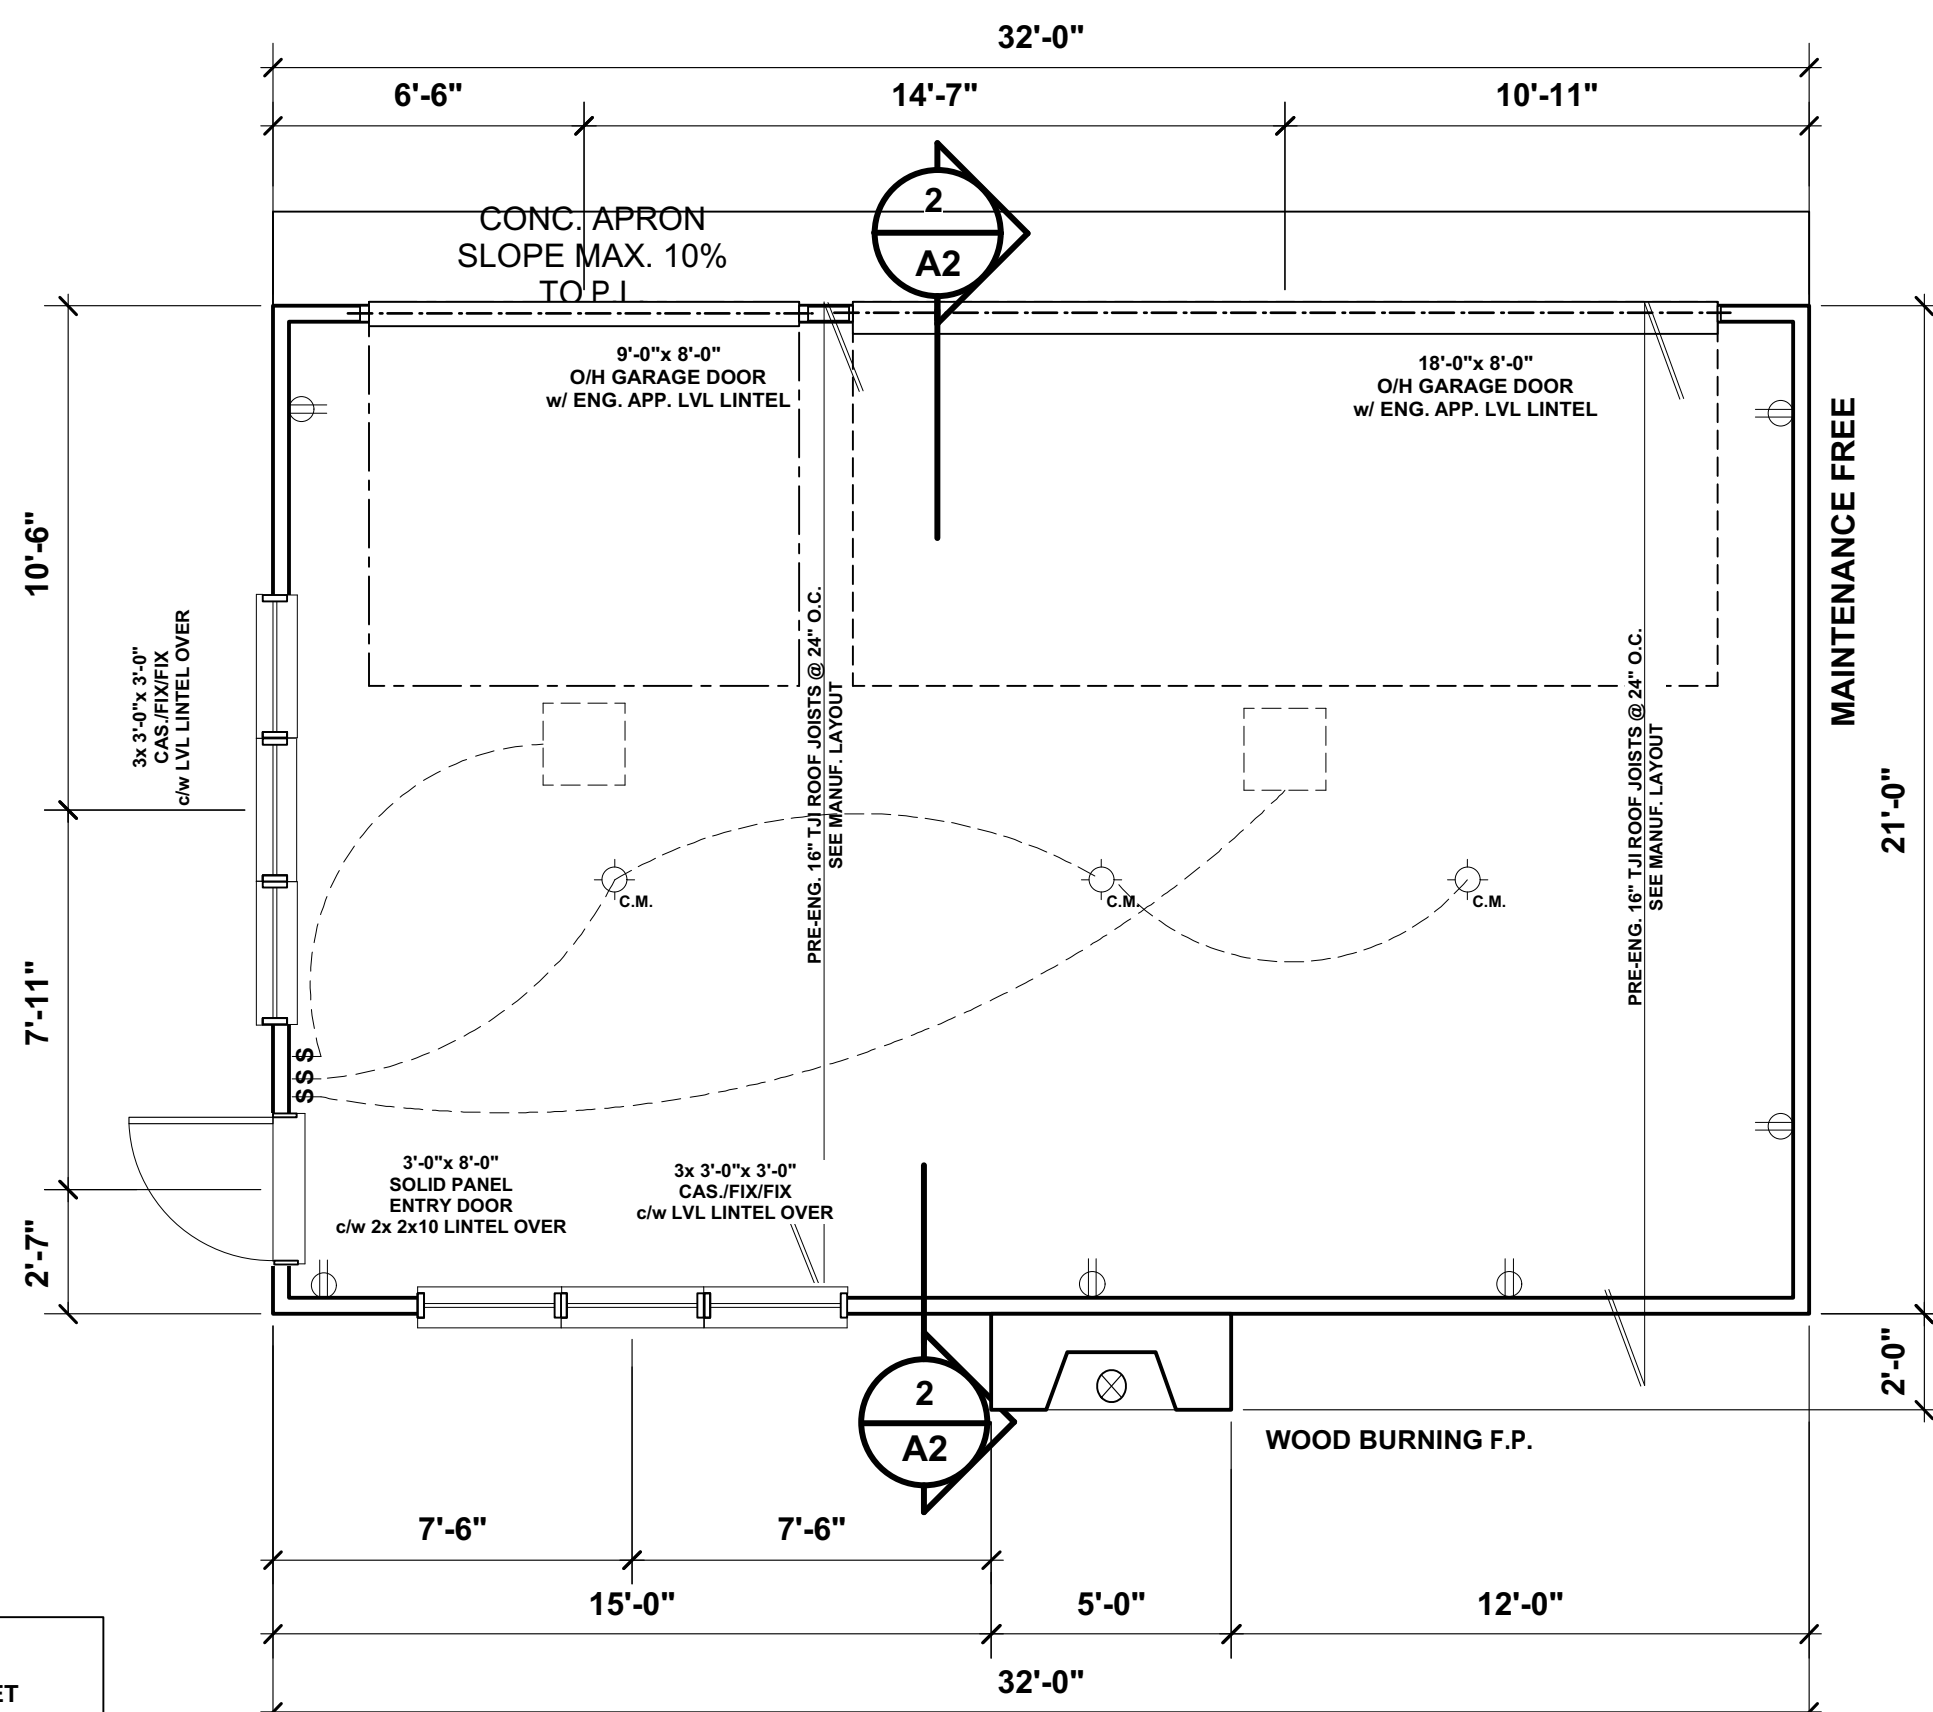 32'-0"
6'-6"
14'-7"
10'-11"
2
A2
CONC. APRON
SLOPE MAX. 10%
9'-0"x 8'-0"
O/H GARAGE DOOR
w/ ENG. APP. LVL LINTEL
18'-0"x 8'-0"
O/H GARAGE DOOR
w/ ENG. APP. LVL LINTEL
MAINTENANCE FREE
10'-6"
3x 3'-0"x 3'-0"
CAS./FIX/FIX
c/w LVL LINTEL OVER
PRE-ENG. 16" TJI ROOF JOISTS @ 24" O.C.
SEE MANUF. LAYOUT
PRE-ENG. 16" TJI ROOF JOISTS @ 24" O.C.
SEE MANUF. LAYOUT
21'-0"
C.M.
C.M.
C.M.
7'-11"
S
S
S
3'-0"x 8'-0"
SOLID PANEL
ENTRY DOOR
c/w 2x 2x10 LINTEL OVER
3x 3'-0"x 3'-0"
CAS./FIX/FIX
c/w LVL LINTEL OVER
2'-7"
2'-0"
2
A2
WOOD BURNING F.P.
7'-6"
7'-6"
15'-0"
5'-0"
12'-0"
32'-0"